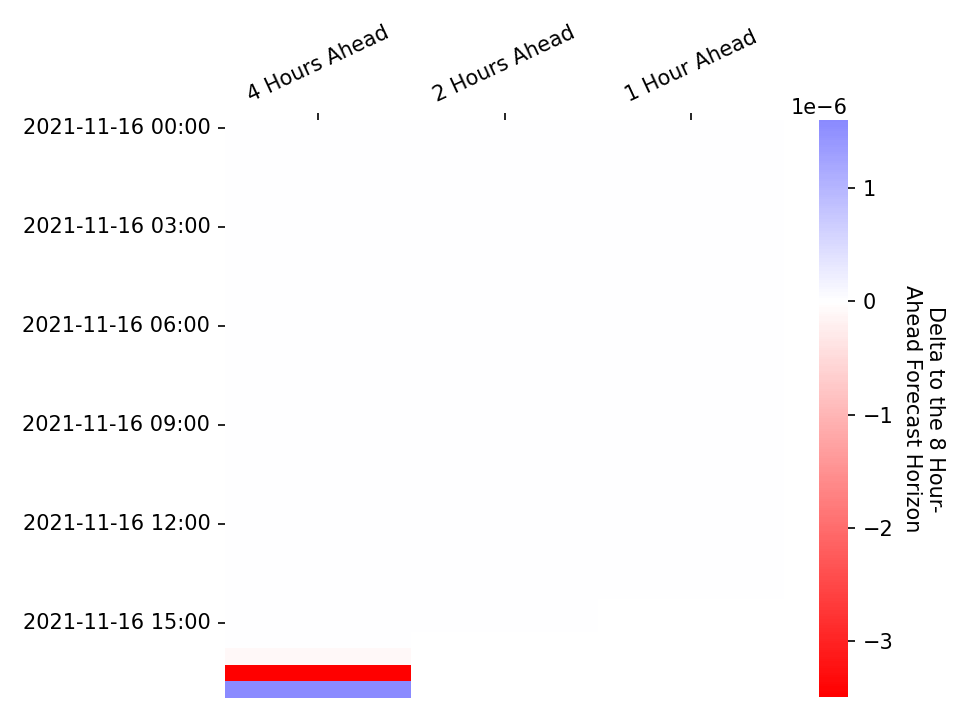 4 Hours Ahead
2 Hours Ahead
1 Hour Ahead
1e−6
2021-11-16 00:00
2021-11-16 03:00
2021-11-16 06:00
2021-11-16 09:00
2021-11-16 12:00
2021-11-16 15:00
1
0
−1
−2
−3
Delta to the 8 Hour-
Ahead Forecast Horizon